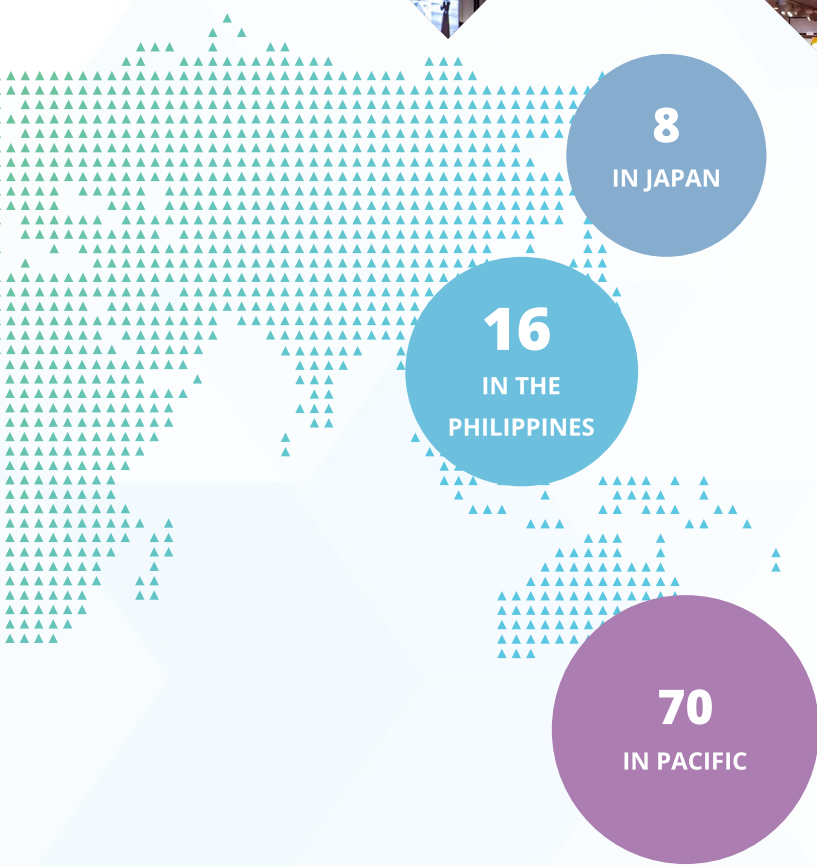 8
IN JAPAN
16
IN THE
PHILIPPINES
70
IN PACIFIC